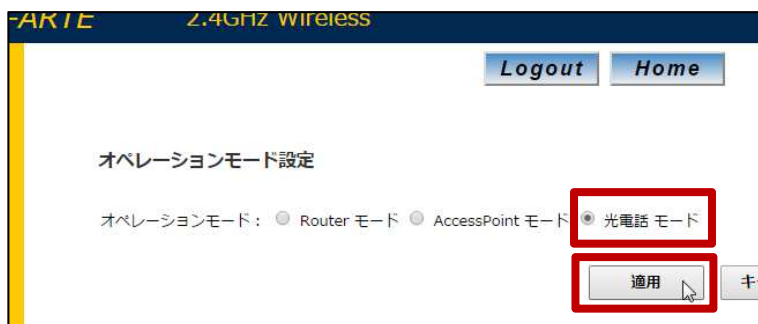 -ARTE 2.4GHz Wireless
Logout Home
オペレーションモード設定
オペレーションモード： Router モード AccessPoint モード 光電話 モード
適用 キ